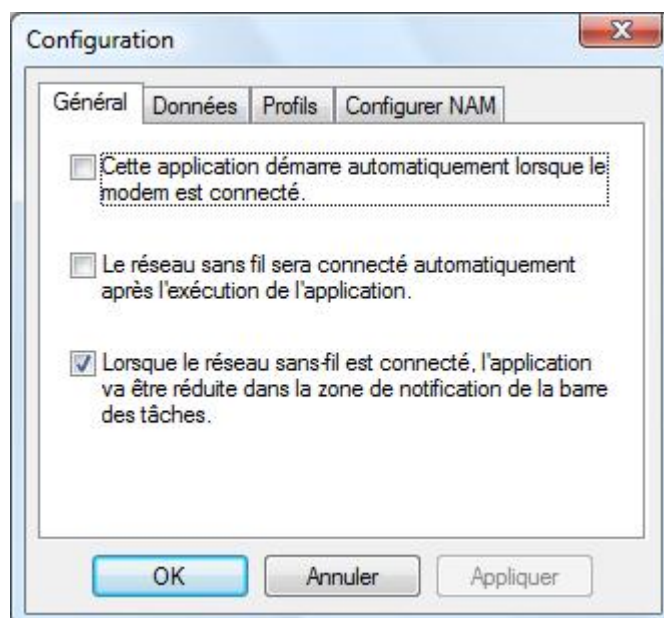 Configuration
Général Données Profils Configurer NAM
Cette application démarre automatiquement lorsque le
modem est connecté.
Le réseau sans fil sera connecté automatiquement
après l'exécution de l'application.
Lorsque le réseau sans-fil est connecté, l'application
va être réduite dans la zone de notification de la barre
des tâches.
OK Annuler Appliquer